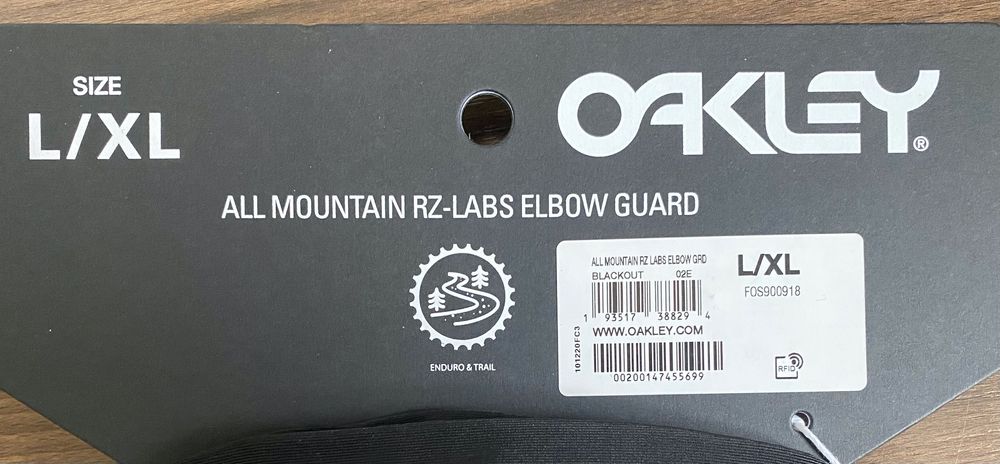 SIZE
L/XL
OAKLEY®
ALL MOUNTAIN RZ-LABS ELBOW GUARD
ENDURO & TRAIL
ALL MOUNTAIN RZ LABS ELBOW GRD
BLACKOUT 02E
L/XL
FOS900918
1 93517 38829 4
WWW.OAKLEY.COM
101220FC3
00200147455699
RFID